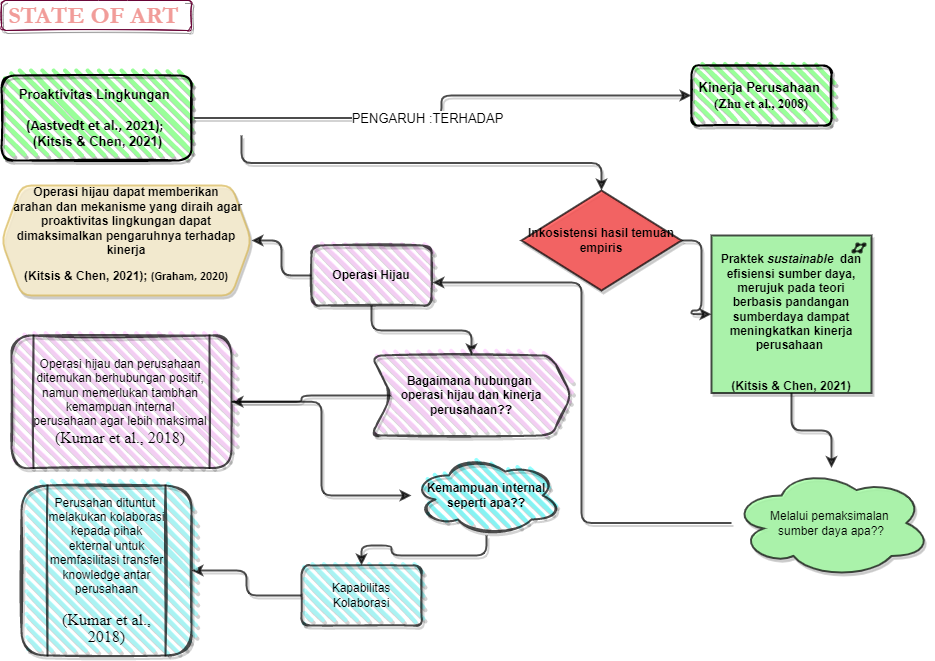 STATE OF ART
Proaktivitas Lingkungan
(Aastvedt et al., 2021);
(Kitsis & Chen, 2021)
PENGARUH :TERHADAP
Kinerja Perusahaan
(Zhu et al., 2008)
Operasi hijau dapat memberikan
arahan dan mekanisme yang diraih agar
proaktivitas lingkungan dapat
dimaksimalkan pengaruhnya terhadap
kinerja
(Kitsis & Chen, 2021); (Graham, 2020)
Operasi Hijau
Inkosistensi hasil temuan
empiris
Praktek sustainable dan
efisiensi sumber daya,
merujuk pada teori
berbasis pandangan
sumberdaya dampat
meningkatkan kinerja
perusahaan
(Kitsis & Chen, 2021)
Operasi hijau dan perusahaan
ditemukan berhubungan positif,
namun memerlukan tambhan
kemampuan internal
perusahaan agar lebih maksimal
(Kumar et al., 2018)
Bagaimana hubungan
operasi hijau dan kinerja
perusahaan??
Kemampuan internal
seperti apa??
Melalui pemaksimalan
sumber daya apa??
Perusahan dituntut
melakukan kolaborasi
kepada pihak
ekternal untuk
memfasilitasi transfer
knowledge antar
perusahaan
(Kumar et al.,
2018)
Kapabilitas
Kolaborasi